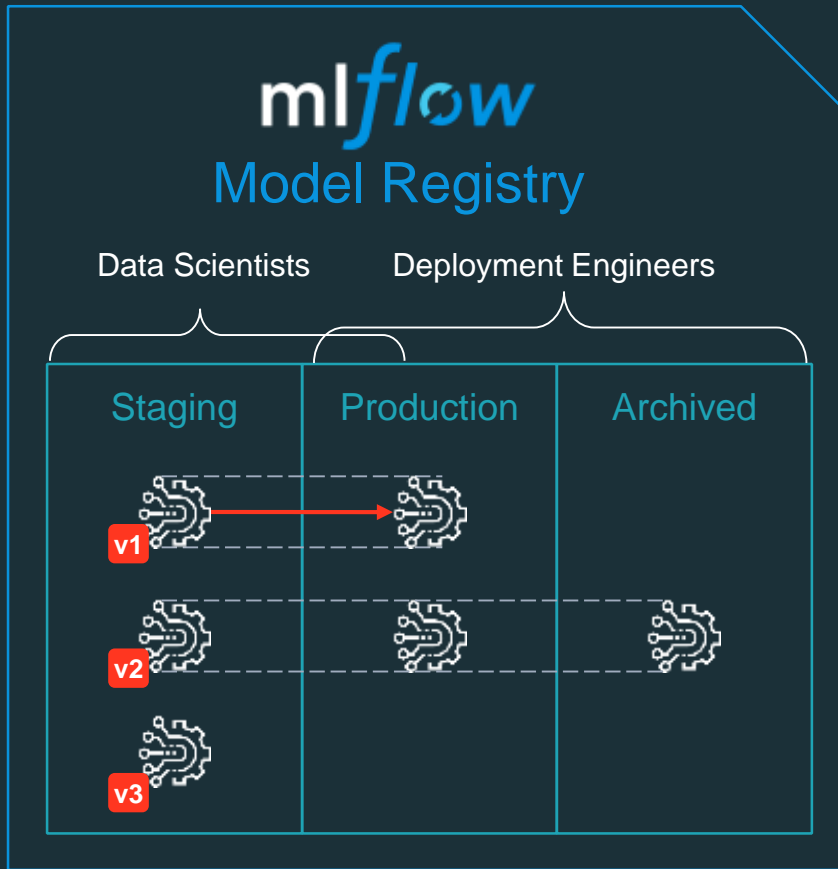 mlflow
Model Registry
Data Scientists Deployment Engineers
Staging Production Archived
v1
v2
v3